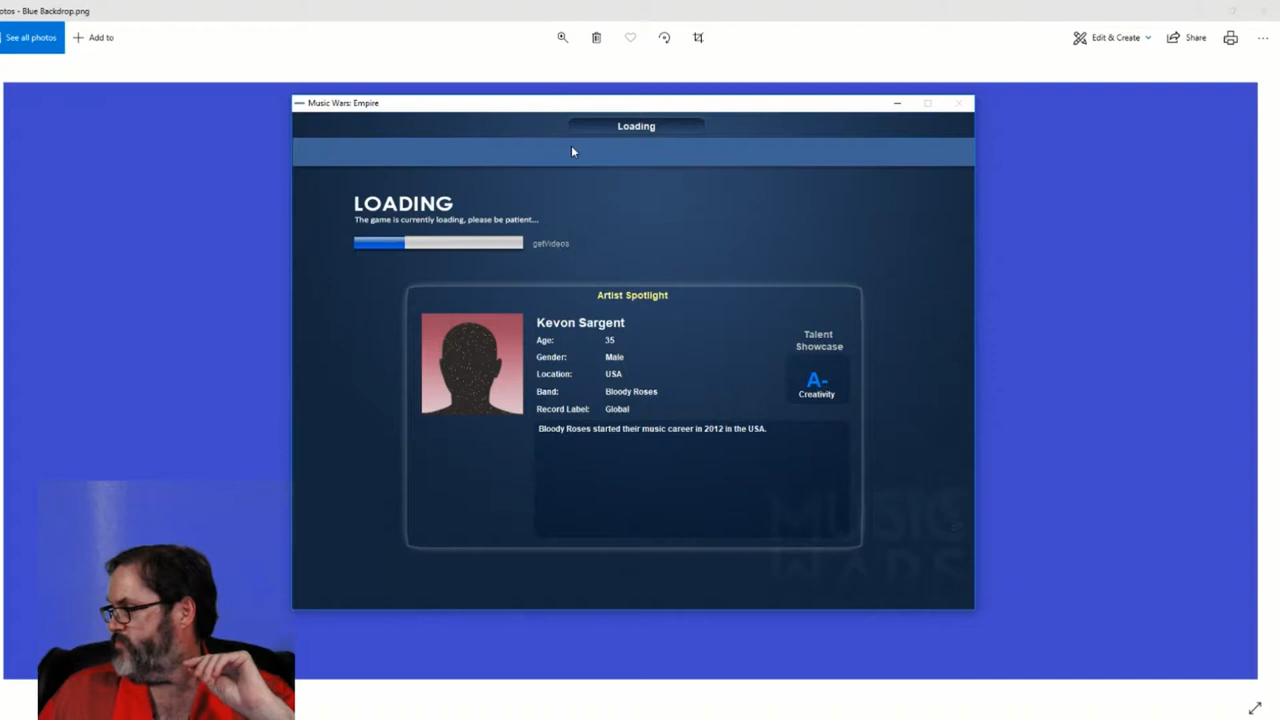 otos - Blue Backdrop.png
See all photos
Add to
Edit & Create
Share
Music Wars: Empire
Loading
LOADING
The game is currently loading, please be patient...
getVideos
Artist Spotlight
Kevon Sargent
Age: 35
Gender: Male
Location: USA
Band: Bloody Roses
Record Label: Global
Talent
Showcase
A-
Creativity
Bloody Roses started their music career in 2012 in the USA.
MUSIC
WARS